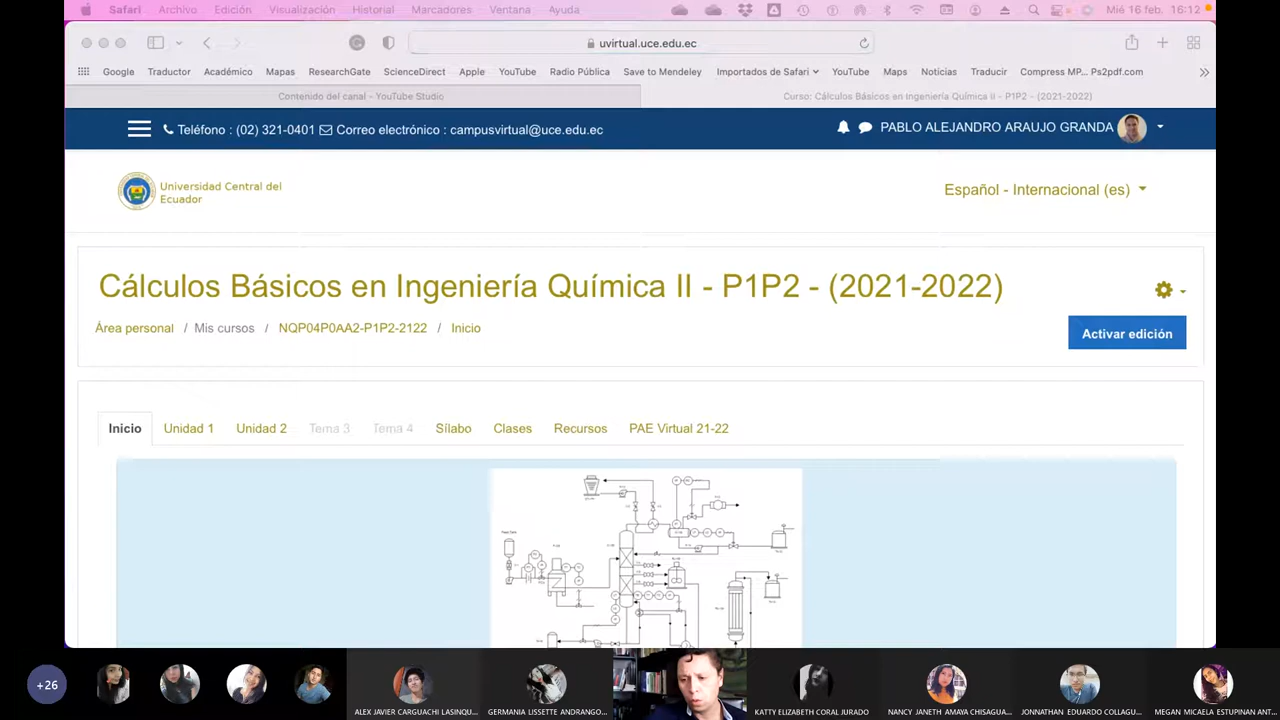 Safari Archivo Edición Visualización Historial Marcadores Ventana Ayuda Mié 16 feb. 16:12
uvirtual.uce.edu.ec
Google Traductor Académico Mapas ResearchGate ScienceDirect Apple YouTube Radio Pública Save to Mendeley Importados de Safari YouTube Maps Noticias Traducir Compress MP... Ps2pdf.com
Contenido del canal - YouTube Studio Curso: Cálculos Básicos en Ingeniería Química II - P1P2 - (2021-2022)
Teléfono : (02) 321-0401 Correo electrónico : campusvirtual@uce.edu.ec PABLO ALEJANDRO ARAUJO GRANDA
Universidad Central del
Ecuador
Español - Internacional (es)
Cálculos Básicos en Ingeniería Química II - P1P2 - (2021-2022)
Área personal / Mis cursos / NQP04P0AA2-P1P2-2122 / Inicio
Activar edición
Inicio Unidad 1 Unidad 2 Tema 3 Tema 4 Sílabo Clases Recursos PAE Virtual 21-22
+26
ALEX JAVIER CARGUACHI LASINQU... GERMANIA LISSETTE ANDRANGO... KATTY ELIZABETH CORAL JURADO NANCY JANETH AMAYA CHISAGUA... JONNATHAN EDUARDO COLLAGU... MEGAN MICAELA ESTUPINAN ANT...